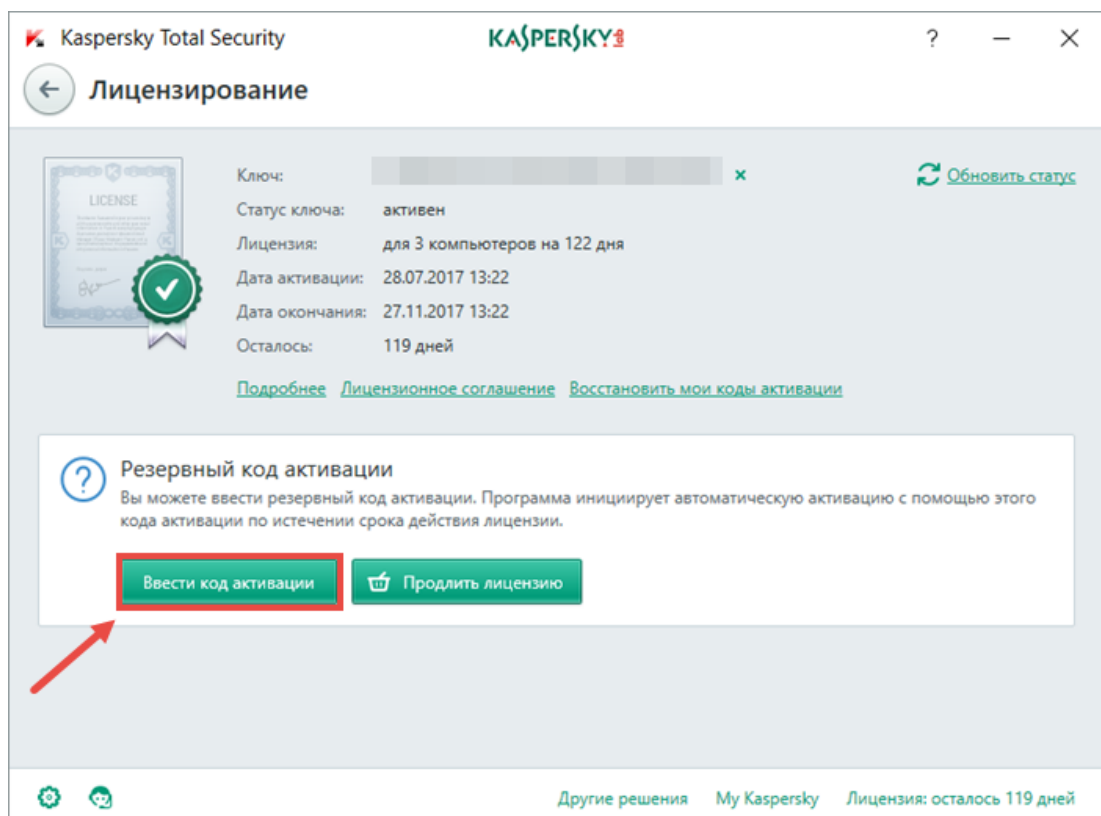 Kaspersky Total Security
KASPERSKY lab
?
Лицензирование
LICENSE
Ключ:
Обновить статус
Статус ключа: активен
Лицензия: для 3 компьютеров на 122 дня
Дата активации: 28.07.2017 13:22
Дата окончания: 27.11.2017 13:22
Осталось: 119 дней
Подробнее Лицензионное соглашение Восстановить мои коды активации
?
Резервный код активации
Вы можете ввести резервный код активации. Программа инициирует автоматическую активацию с помощью этого
кода активации по истечении срока действия лицензии.
Ввести код активации Продлить лицензию
Другие решения My Kaspersky Лицензия: осталось 119 дней